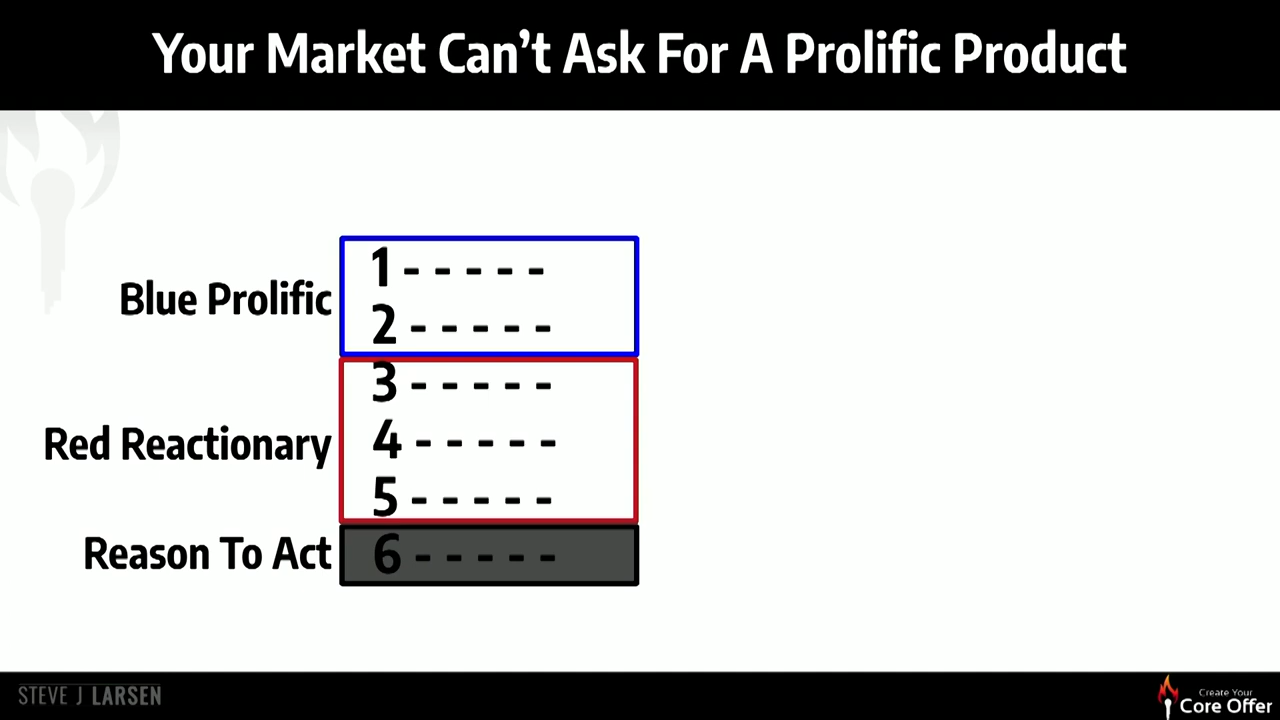 Your Market Can't Ask For A Prolific Product
Blue Prolific
1 - - - - -
2 - - - - -
Red Reactionary
3 - - - - -
4 - - - - -
5 - - - - -
Reason To Act
6 - - - - -
STEVE J LARSEN
Create Your
Core Offer